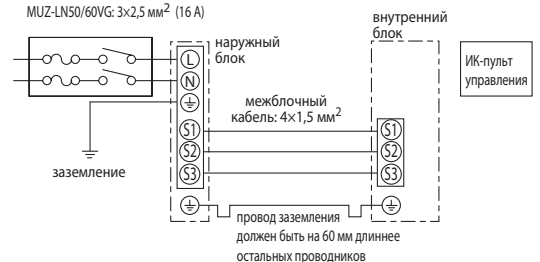 MUZ-LN50/60VG: 3×2,5 мм² (16 А)
наружный
блок
внутренний
блок
ИК-пульт
управления
L
N
межблочный
кабель: 4×1,5 мм²
S1
S1
S2
S2
S3
S3
заземление
провод заземления
должен быть на 60 мм длиннее
остальных проводников